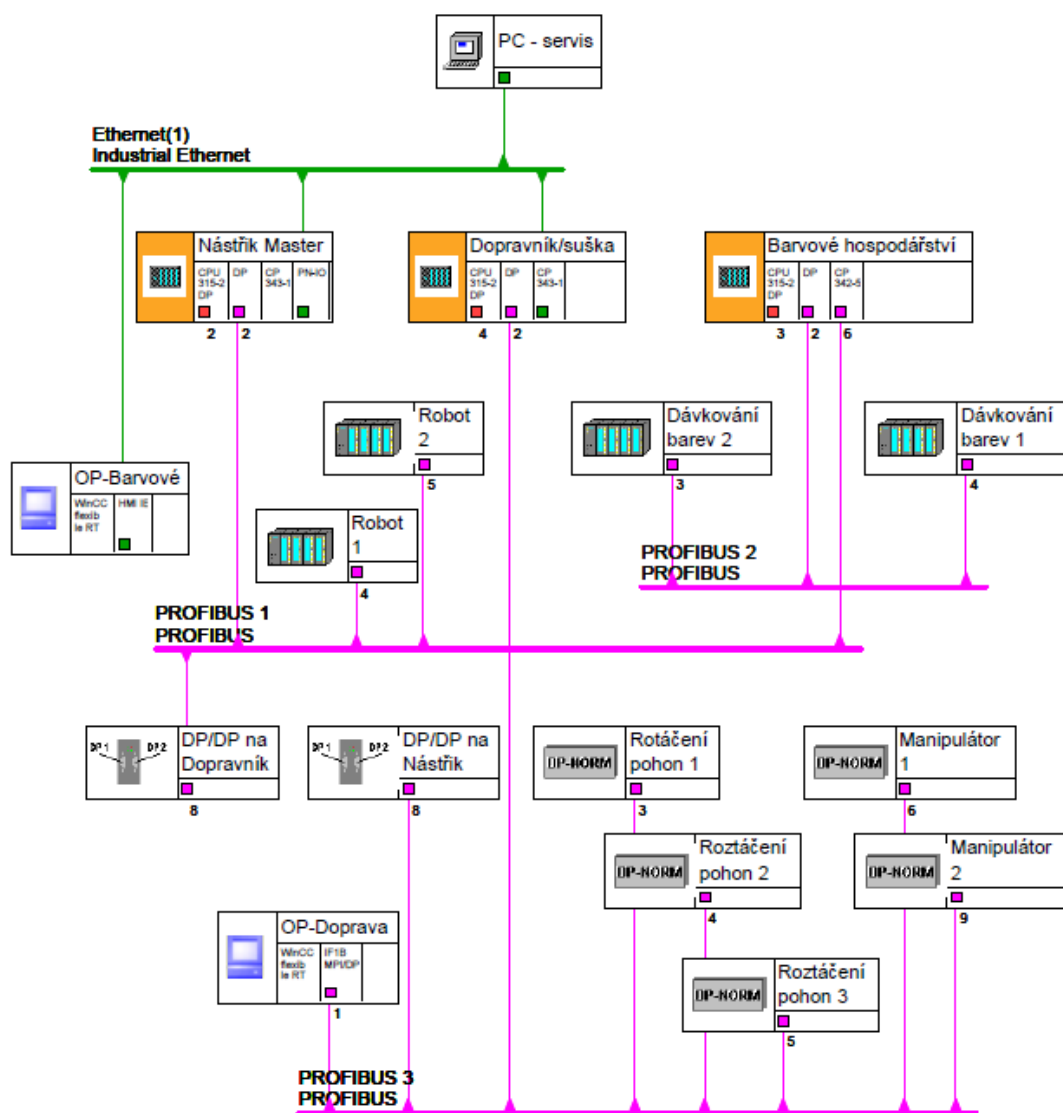 PC - servis
Ethernet(1)
Industrial Ethernet
Nástřik Master
CPU 315-2 DP
DP
CP 343-1
PN-IO
2
2
Dopravník/suška
CPU 315-2 DP
DP
CP 343-1
4
2
Barvové hospodářství
CPU 315-2 DP
DP
CP 342-5
3
2
6
Robot
2
5
Dávkování
barev 2
3
Dávkování
barev 1
4
OP-Barvové
WinCC flexib le RT
HMI IE
Robot
1
4
PROFIBUS 2
PROFIBUS
PROFIBUS 1
PROFIBUS
DP1
DP2
DP/DP na
Dopravník
8
DP1
DP2
DP/DP na
Nástřik
8
DP-NORM
Rotáčení
pohon 1
3
DP-NORM
Manipulátor
1
6
DP-NORM
Roztáčení
pohon 2
4
DP-NORM
Manipulátor
2
9
OP-Doprava
WinCC flexib le RT
IF1B MPI/DP
1
DP-NORM
Roztáčení
pohon 3
5
PROFIBUS 3
PROFIBUS